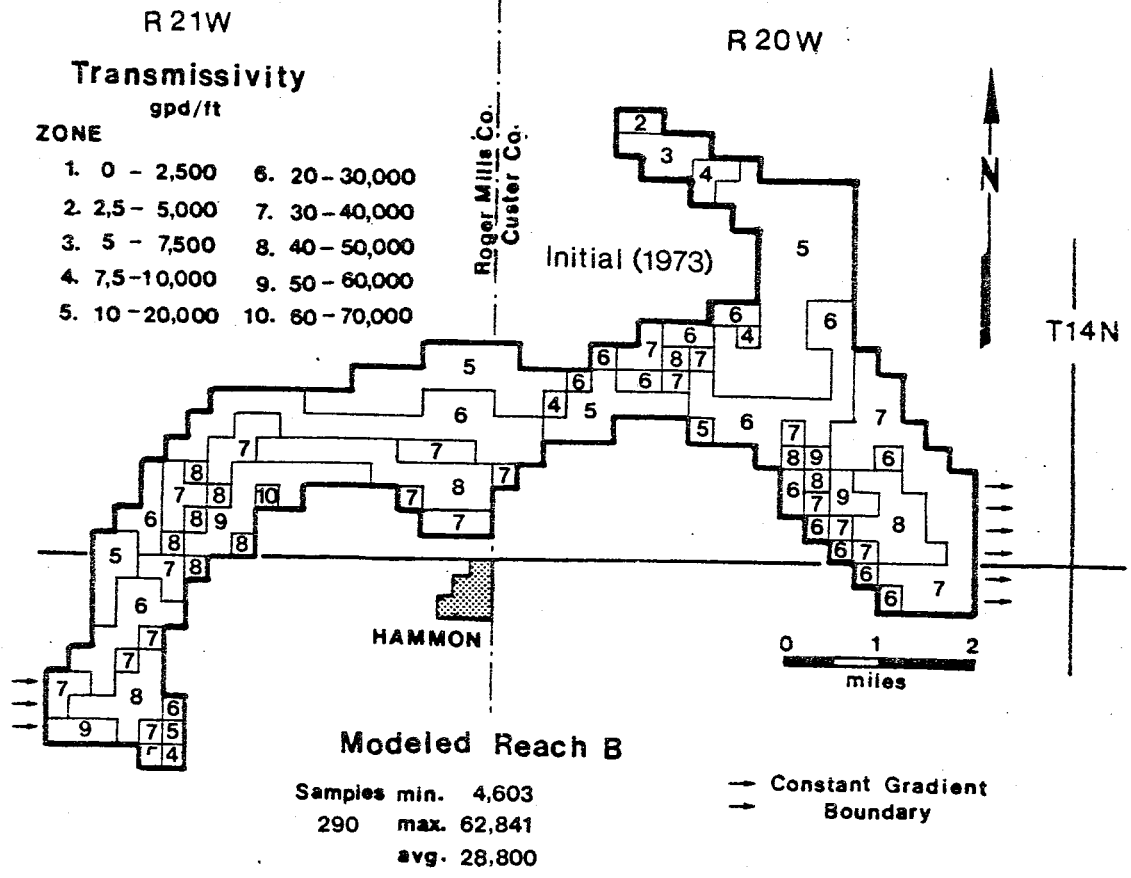 R 21W
R 20W
Transmissivity
gpd/ft
ZONE
1. 0 - 2,500 6. 20-30,000
2. 2,5- 5,000 7. 30-40,000
3. 5 - 7,500 8. 40-50,000
4. 7,5-10,000 9. 50-60,000
5. 10-20,000 10. 60-70,000
Roger Mills Co.
Custer Co.
N
Initial (1973)
T14N
2
3
4
5
6
6
4
6
7
6
8
7
6
7
6
4
5
5
6
5
6
7
7
8
9
6
6
8
7
9
6
7
8
6
7
6
6
7
7
7
8
7
7
7
10
8
7
8
9
8
8
8
6
5
7
8
6
7
7
8
7
9
6
7
5
4
HAMMON
0 1 2
miles
Modeled Reach B
Samples min. 4,603
290 max. 62,841
avg. 28,800
→ Constant Gradient
→ Boundary